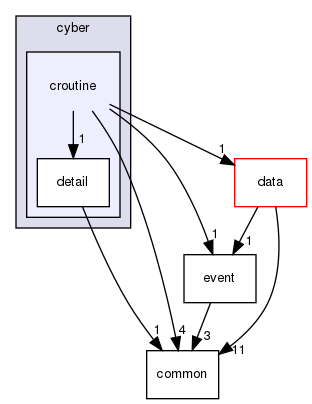 cyber
croutine
1
1
detail
data
1
1
event
1
4
3
11
common